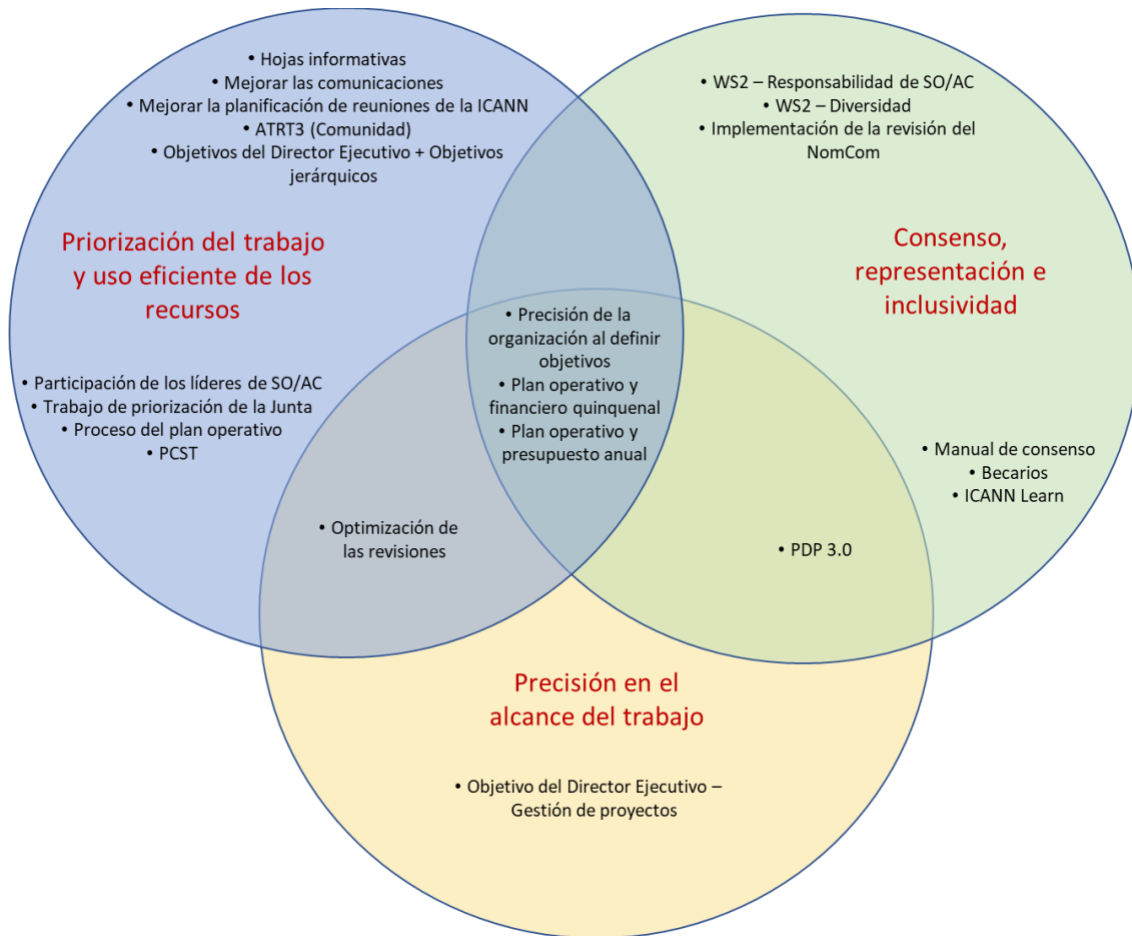 • Hojas informativas
• Mejorar las comunicaciones
• Mejorar la planificación de reuniones de la ICANN
• ATRT3 (Comunidad)
• Objetivos del Director Ejecutivo + Objetivos
jerárquicos
Priorización del trabajo
y uso eficiente de los
recursos
• Participación de los líderes de SO/AC
• Trabajo de priorización de la Junta
• Proceso del plan operativo
• PCST
• WS2 – Responsabilidad de SO/AC
• WS2 – Diversidad
• Implementación de la revisión del
NomCom
Consenso,
representación e
inclusividad
• Manual de consenso
• Becarios
• ICANN Learn
• Precisión de la
organización al definir
objetivos
• Plan operativo y
financiero quinquenal
• Plan operativo y
presupuesto anual
• Optimización de
las revisiones
• PDP 3.0
Precisión en el
alcance del trabajo
• Objetivo del Director Ejecutivo –
Gestión de proyectos